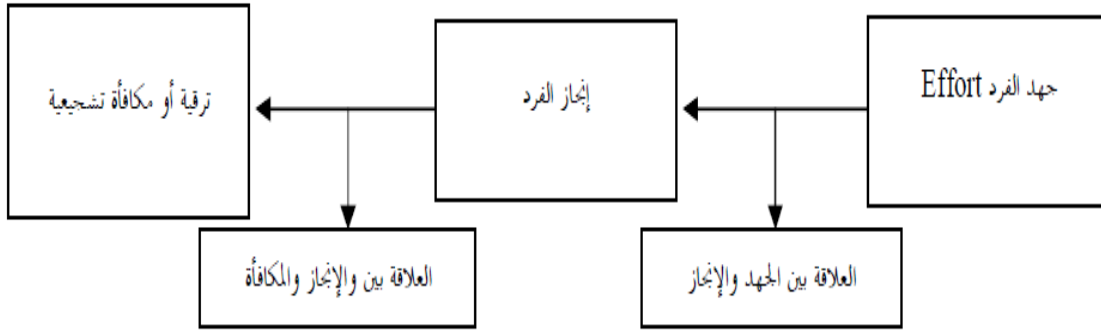 جهد الفرد Effort
إنجاز الفرد
ترقية أو مكافأة تشجيعية
العلاقة بين الجهد والإنجاز
العلاقة بين والإنجاز والمكافأة